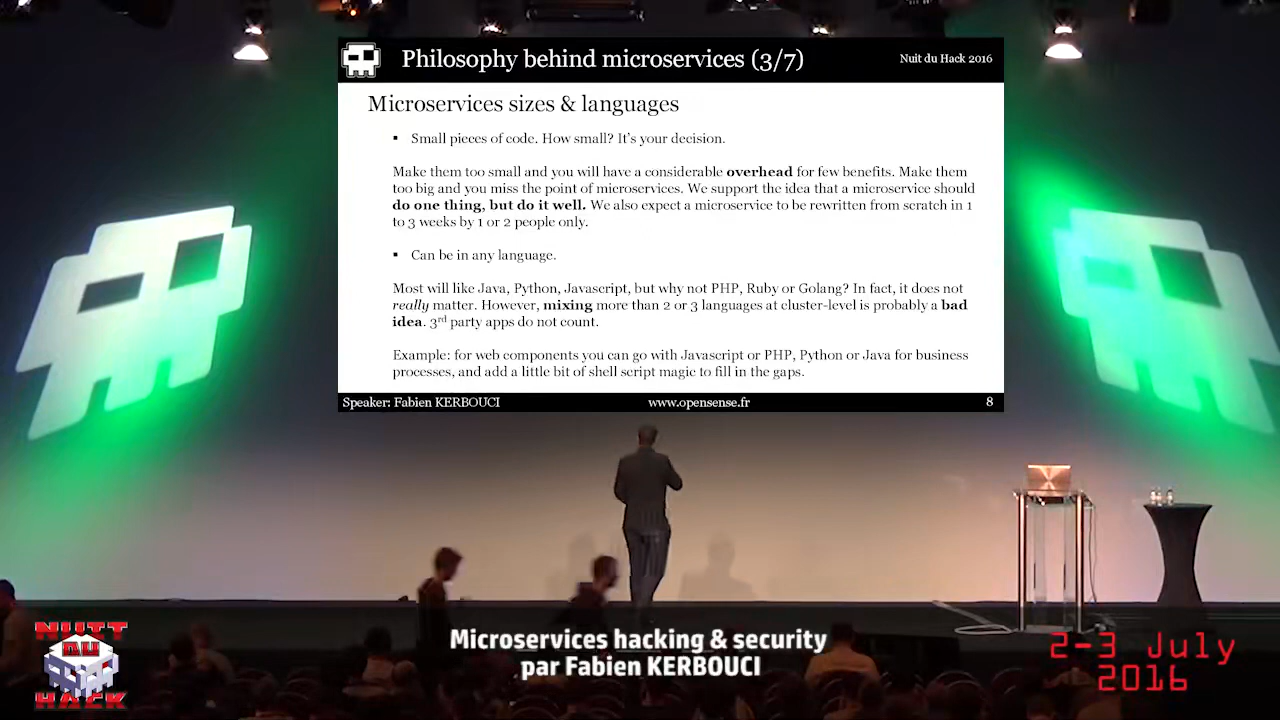 Philosophy behind microservices (3/7)
Nuit du Hack 2016
Microservices sizes & languages
▪ Small pieces of code. How small? It's your decision.
Make them too small and you will have a considerable overhead for few benefits. Make them
too big and you miss the point of microservices. We support the idea that a microservice should
do one thing, but do it well. We also expect a microservice to be rewritten from scratch in 1
to 3 weeks by 1 or 2 people only.
▪ Can be in any language.
Most will like Java, Python, Javascript, but why not PHP, Ruby or Golang? In fact, it does not
really matter. However, mixing more than 2 or 3 languages at cluster-level is probably a bad
idea. 3rd party apps do not count.
Example: for web components you can go with Javascript or PHP, Python or Java for business
processes, and add a little bit of shell script magic to fill in the gaps.
Speaker: Fabien KERBOUCI
www.opensense.fr
8
NUIT
DU
HACK
Microservices hacking & security
par Fabien KERBOUCI
2-3 July
2016